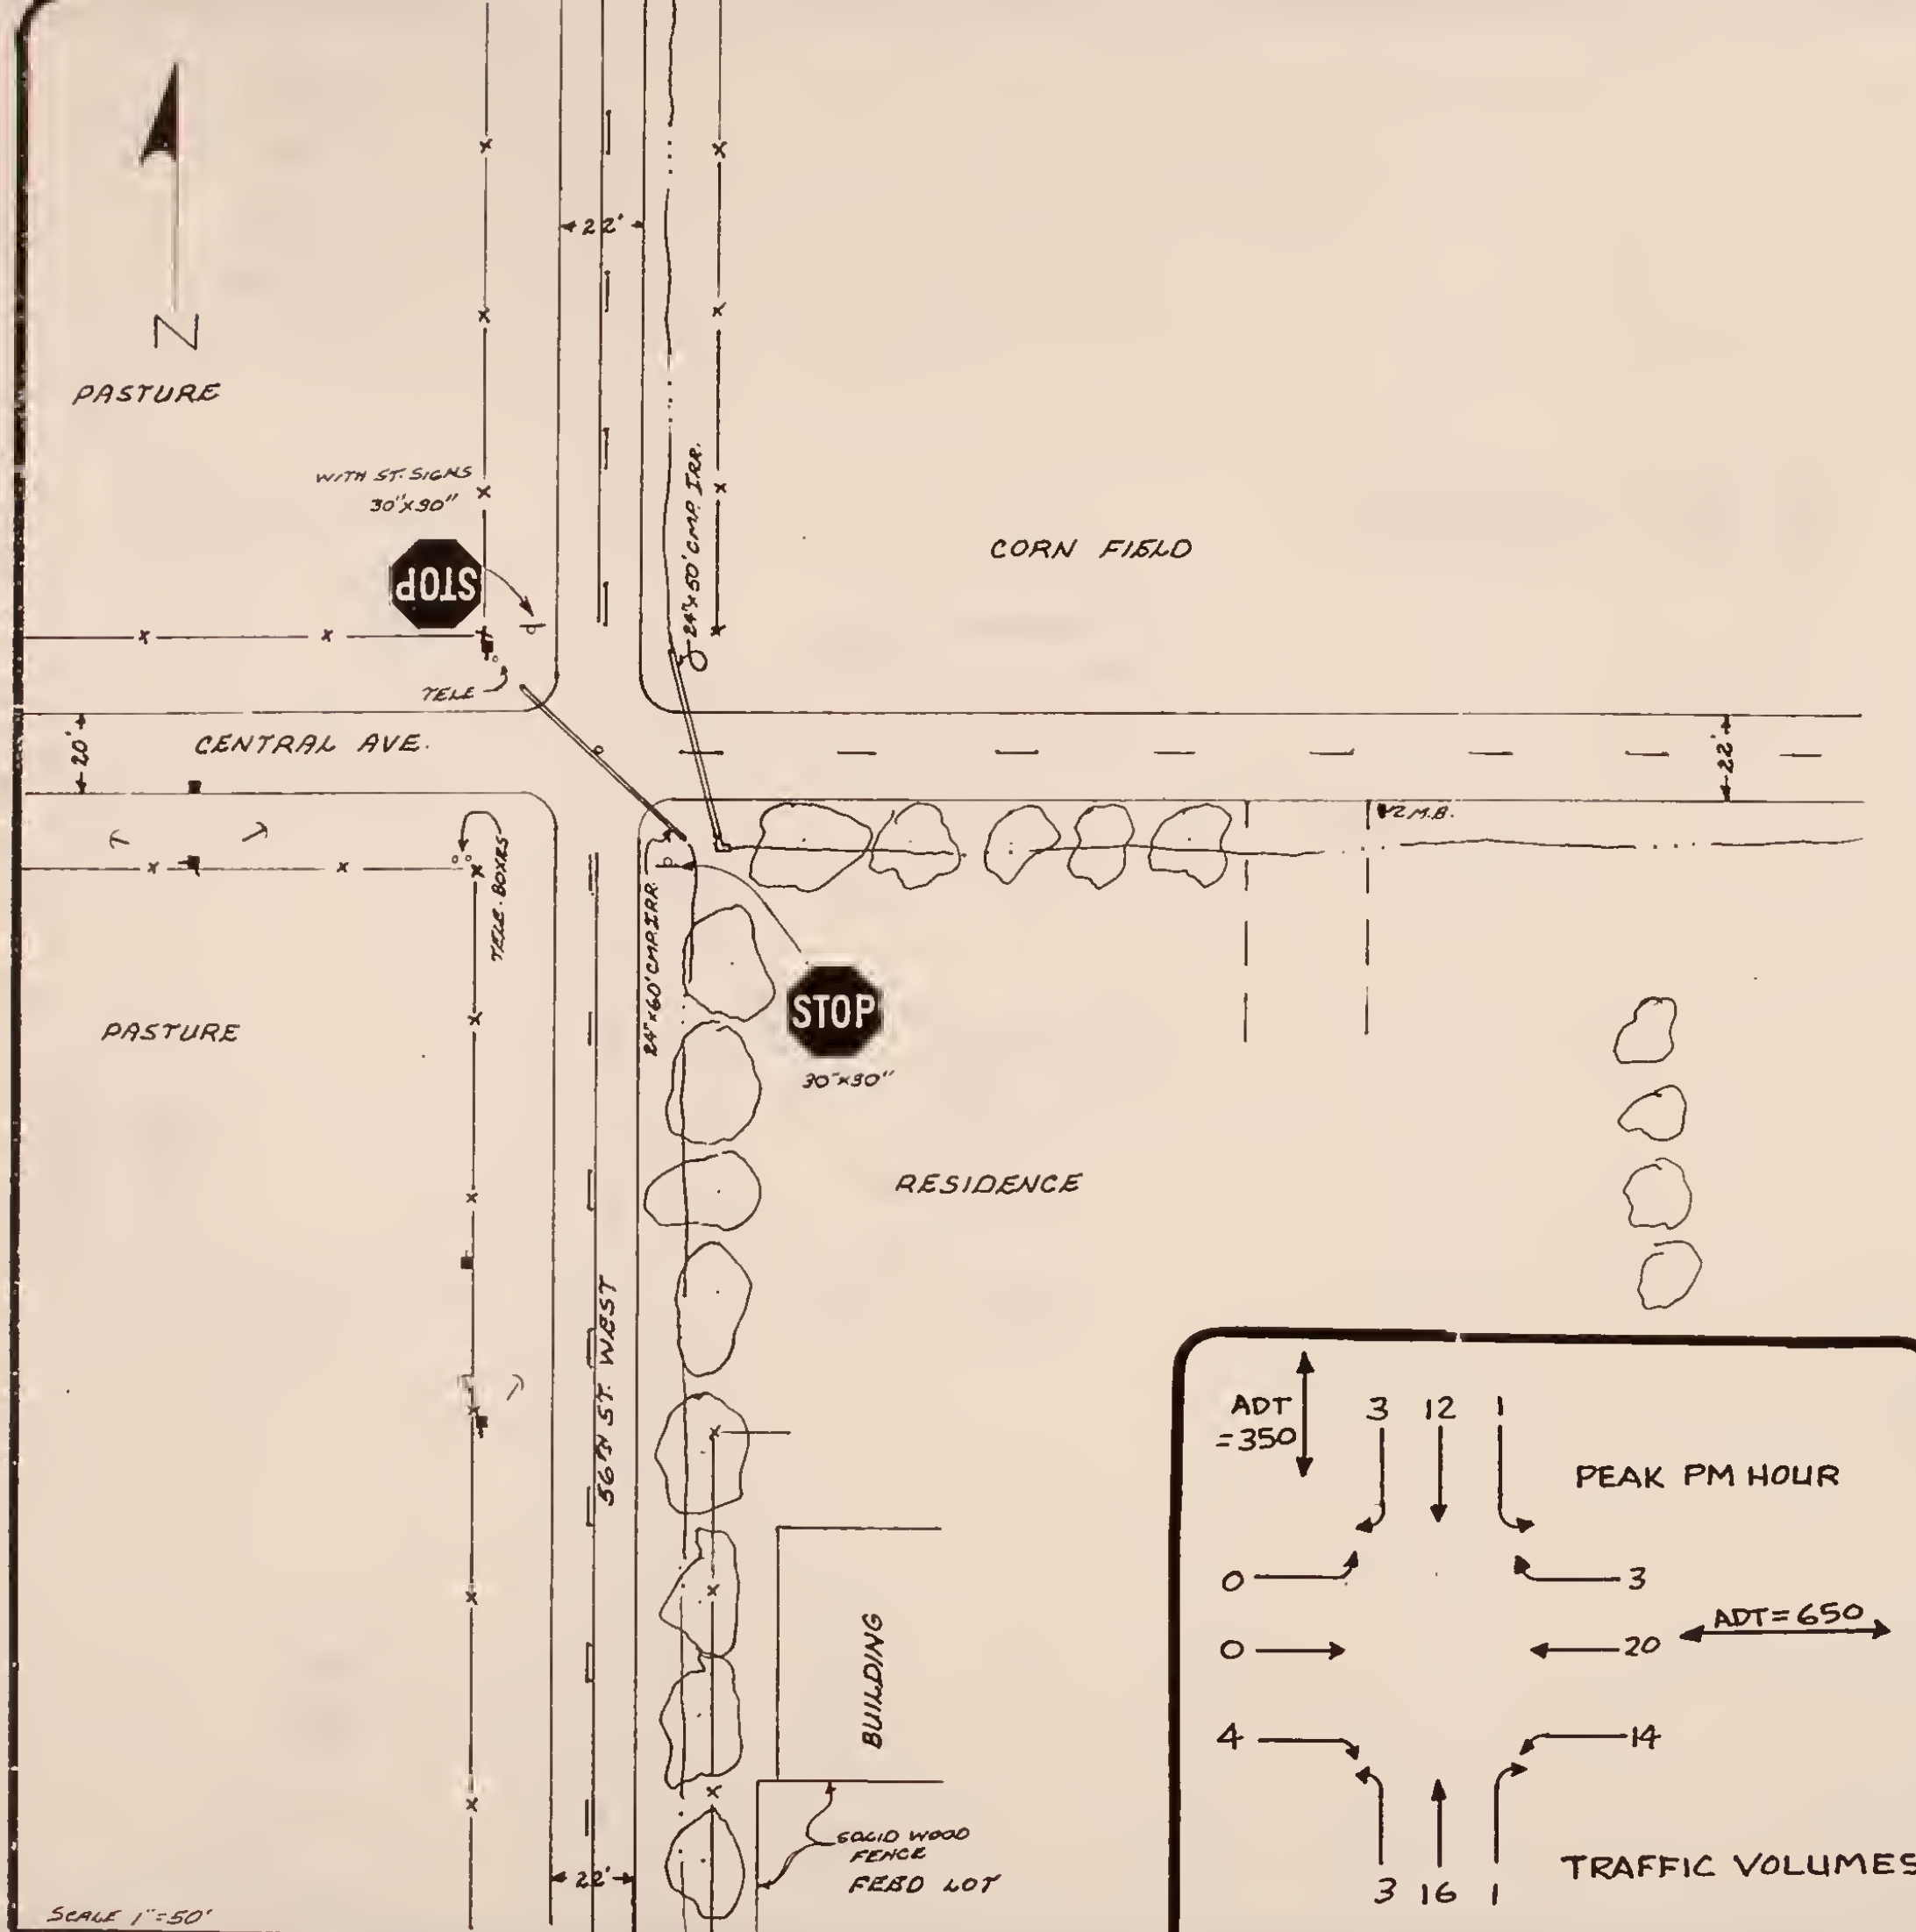 N
PASTURE
22'
WITH ST. SIGNS
30"x30"
STOP
24"x50' CMP. IRR.
CORN FIELD
TELE
20'
CENTRAL AVE.
22'
2 M.B.
TELE. BOXES
24"x60' CMP. IRR.
STOP
30"x30"
PASTURE
RESIDENCE
56TH ST. WEST
BUILDING
SOLID WOOD
FENCE
FEED LOT
22'
SCALE 1"=50'
ADT
=350
3 12 1
PEAK PM HOUR
0
3
ADT=650
0
20
4
14
3 16 1
TRAFFIC VOLUMES